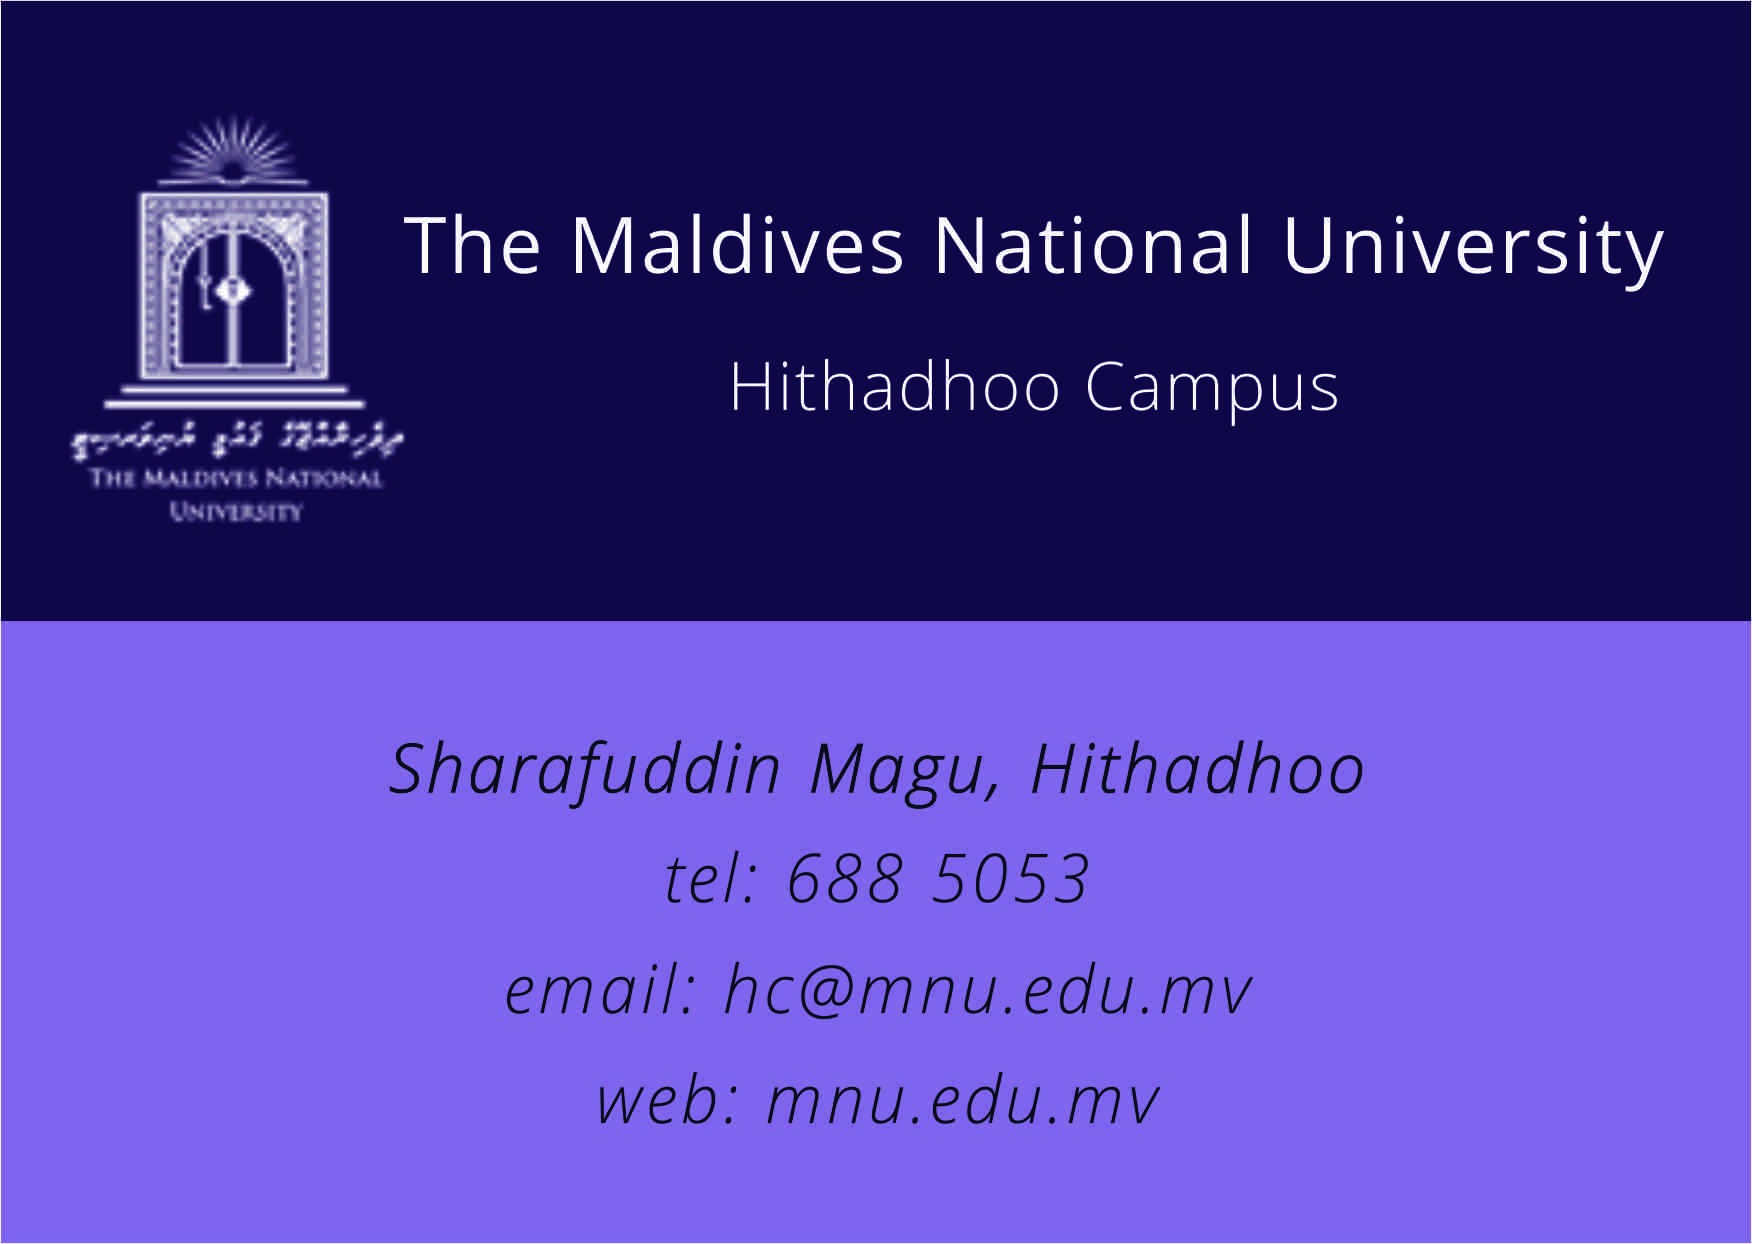 The Maldives National University
Hithadhoo Campus
ދިވެހިރާއްޖޭގެ ޤައުމީ ޔުނިވަރސިޓީ
THE MALDIVES NATIONAL
UNIVERSITY
Sharafuddin Magu, Hithadhoo
tel: 688 5053
email: hc@mnu.edu.mv
web: mnu.edu.mv